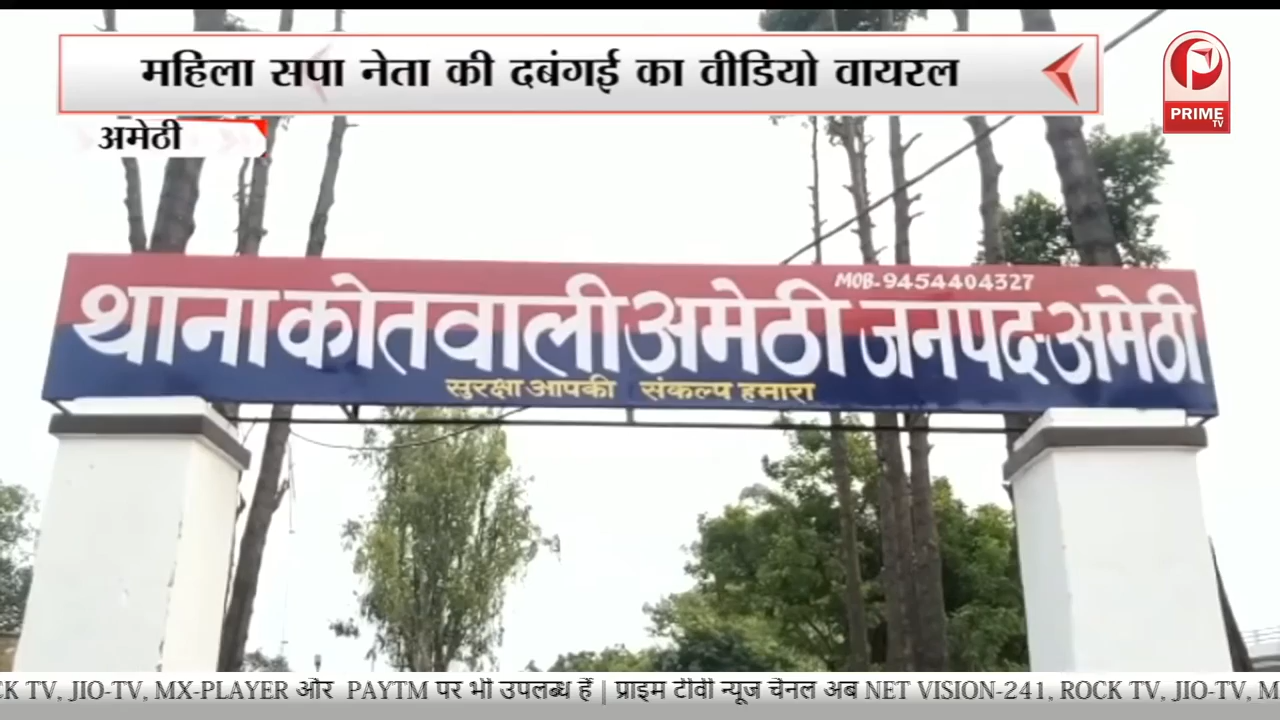 महिला सपा नेता की दबंगई का वीडियो वायरल
PRIME
TV
अमेठी
MOB-9454404327
थाना कोतवाली अमेठी जनपद-अमेठी
सुरक्षा आपकी संकल्प हमारा
CK TV, JIO-TV, MX-PLAYER और PAYTM पर भी उपलब्ध हैं | प्राइम टीवी न्यूज चैनल अब NET VISION-241, ROCK TV, JIO-TV, M